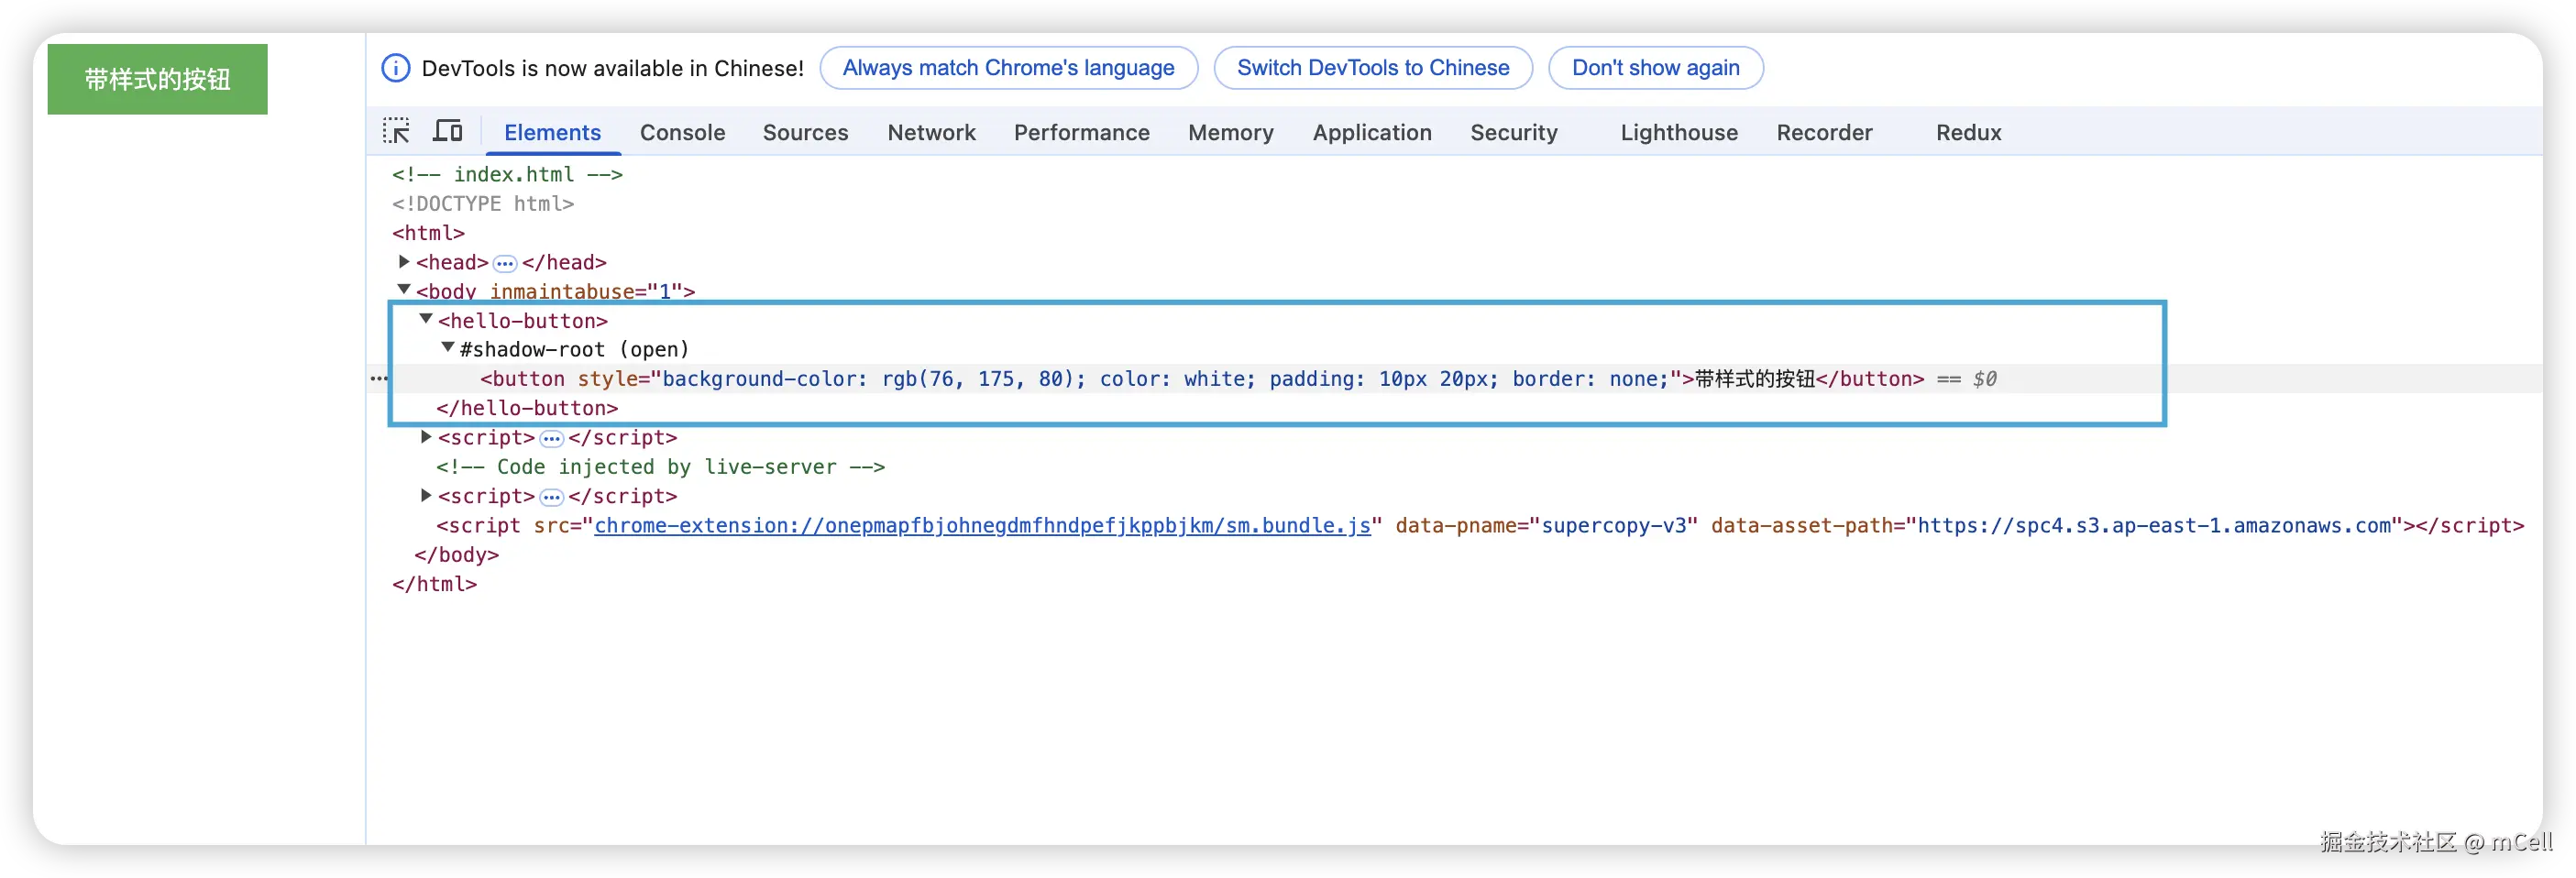 带样式的按钮
DevTools is now available in Chinese! Always match Chrome's language Switch DevTools to Chinese Don't show again
Elements Console Sources Network Performance Memory Application Security Lighthouse Recorder Redux
<!-- index.html -->
<!DOCTYPE html>
<html>
<head>…</head>
<body inmaintabuse="1">
<hello-button>
#shadow-root (open)
<button style="background-color: rgb(76, 175, 80); color: white; padding: 10px 20px; border: none;">带样式的按钮</button> == $0
</hello-button>
<script>…</script>
<!-- Code injected by live-server -->
<script>…</script>
<script src="chrome-extension://onepmapfbjohnegdmfhndpefjkppbjkm/sm.bundle.js" data-pname="supercopy-v3" data-asset-path="https://spc4.s3.ap-east-1.amazonaws.com"></script>
</body>
</html>
掘金技术社区 @ mCell